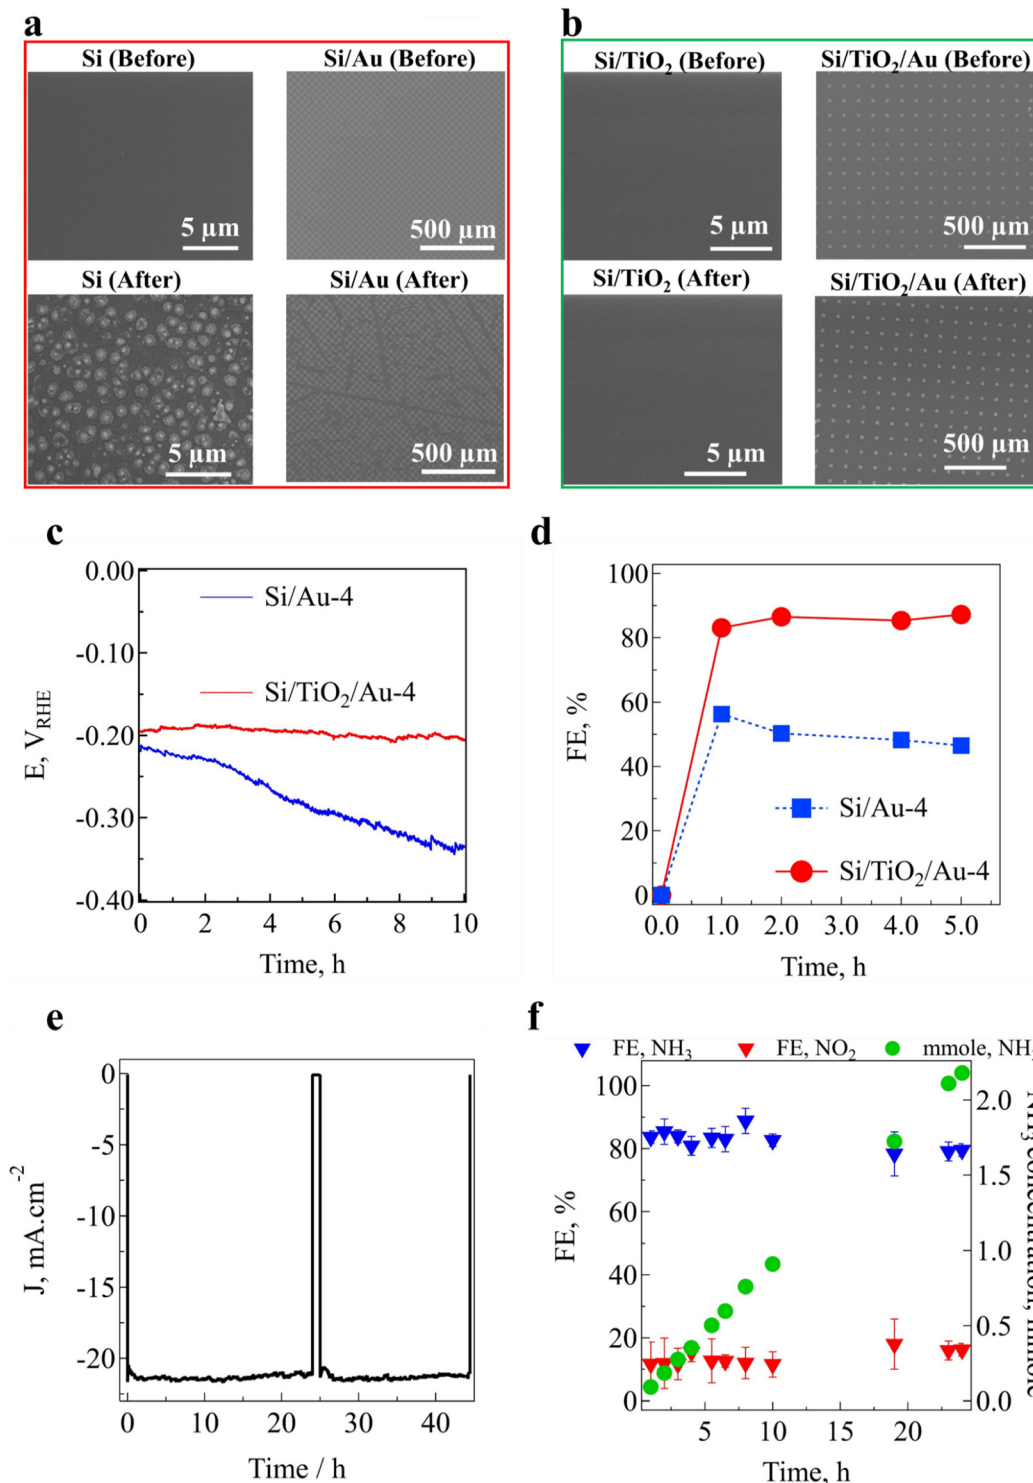 a
Si (Before)
Si/Au (Before)
5 µm
500 µm
Si (After)
Si/Au (After)
5 µm
500 µm
b
Si/TiO₂ (Before)
Si/TiO₂/Au (Before)
5 µm
500 µm
Si/TiO₂ (After)
Si/TiO₂/Au (After)
5 µm
500 µm
c
0.00
-0.10
-0.20
-0.30
-0.40
E, V_RHE
Si/Au-4
Si/TiO₂/Au-4
0 2 4 6 8 10
Time, h
d
100
80
60
40
20
0
FE, %
Si/Au-4
Si/TiO₂/Au-4
0.0 1.0 2.0 3.0 4.0 5.0
Time, h
e
0
-5
-10
-15
-20
J, mA.cm⁻²
0 10 20 30 40
Time / h
f
FE, NH₃ FE, NO₂ mmole, NH
100
80
60
40
20
0
FE, %
2.0
1.5
1.0
0.5
0.0
5 10 15 20
Time, h